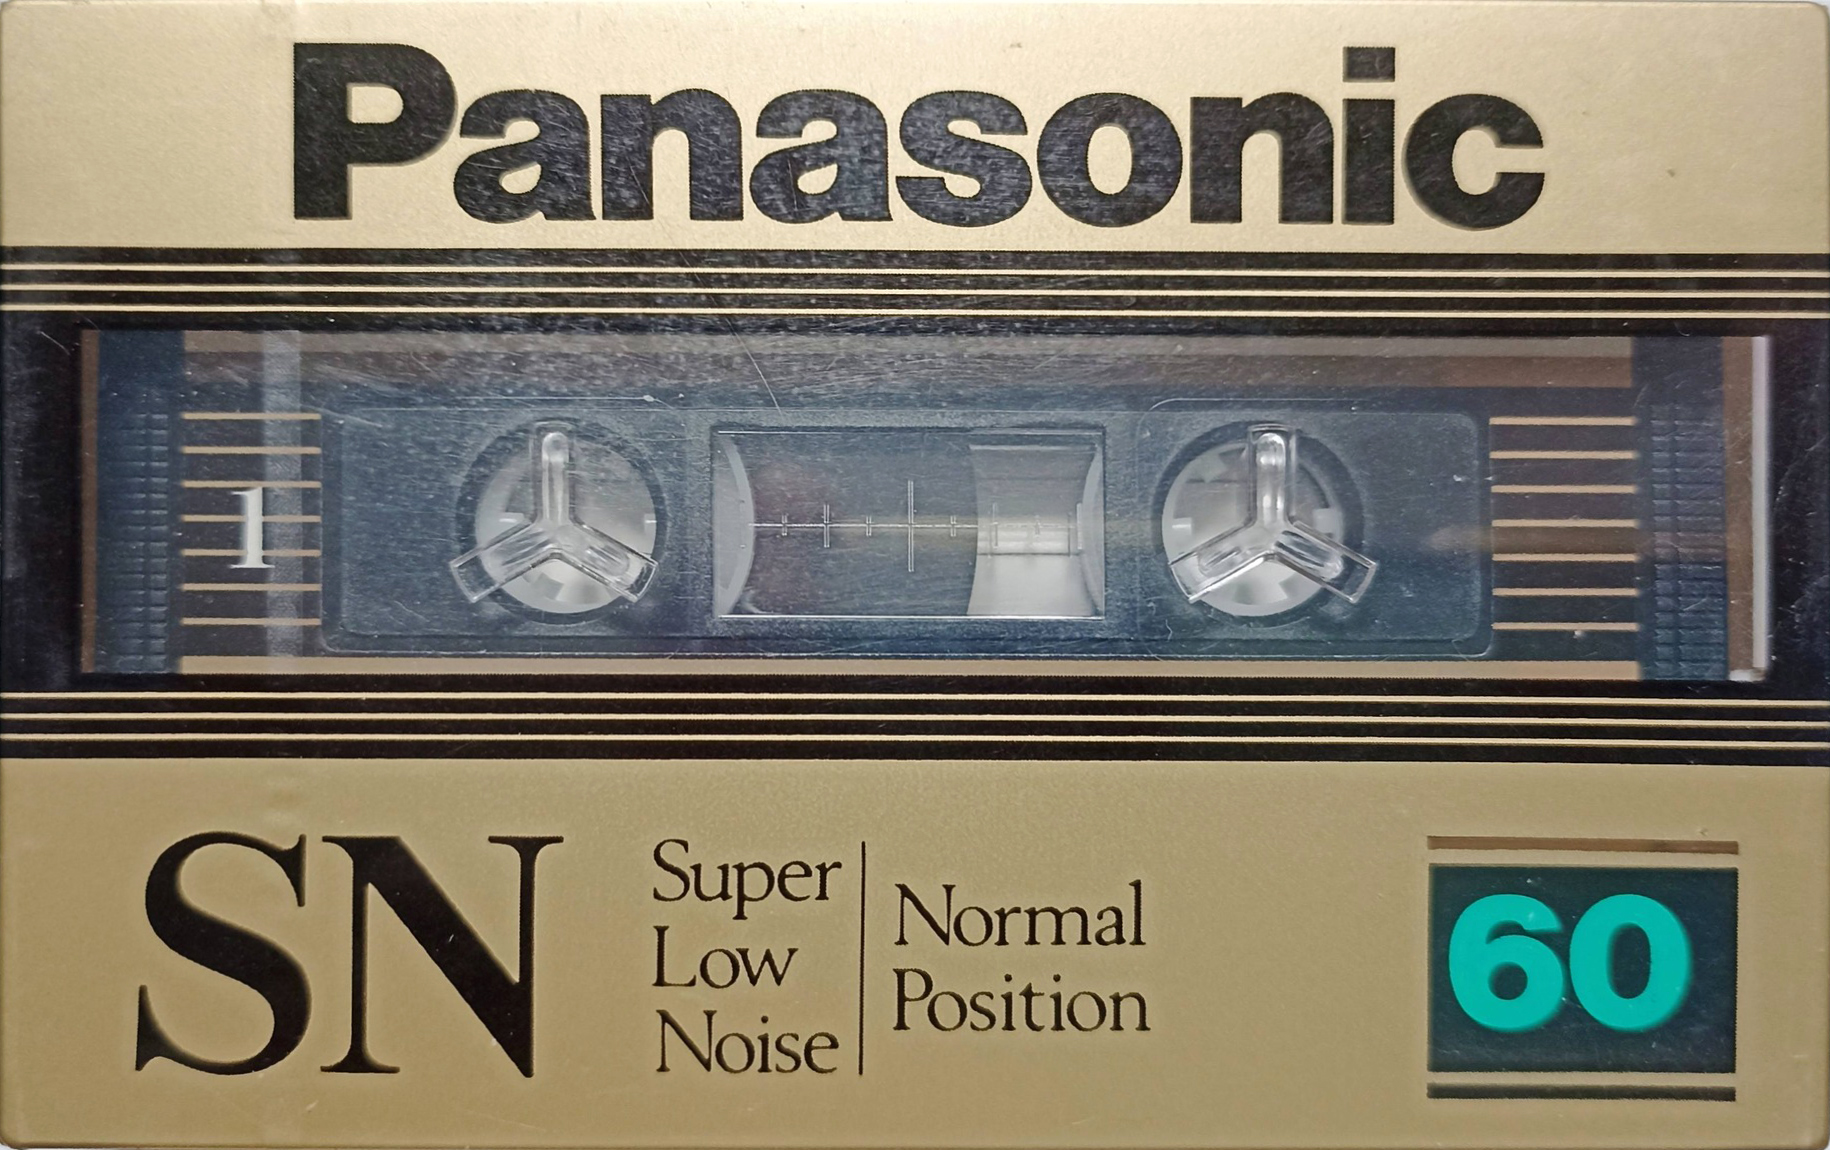 Panasonic
1
SN
Super
Low
Noise
Normal
Position
60